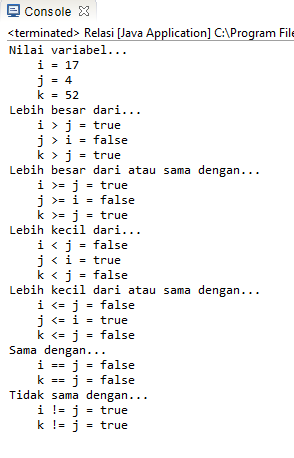 Console
<terminated> Relasi [Java Application] C:\Program File
Nilai variabel...
    i = 17
    j = 4
    k = 52
Lebih besar dari...
    i > j = true
    j > i = false
    k > j = true
Lebih besar dari atau sama dengan...
    i >= j = true
    j >= i = false
    k >= j = true
Lebih kecil dari...
    i < j = false
    j < i = true
    k < j = false
Lebih kecil dari atau sama dengan...
    i <= j = false
    j <= i = true
    k <= j = false
Sama dengan...
    i == j = false
    k == j = false
Tidak sama dengan...
    i != j = true
    k != j = true